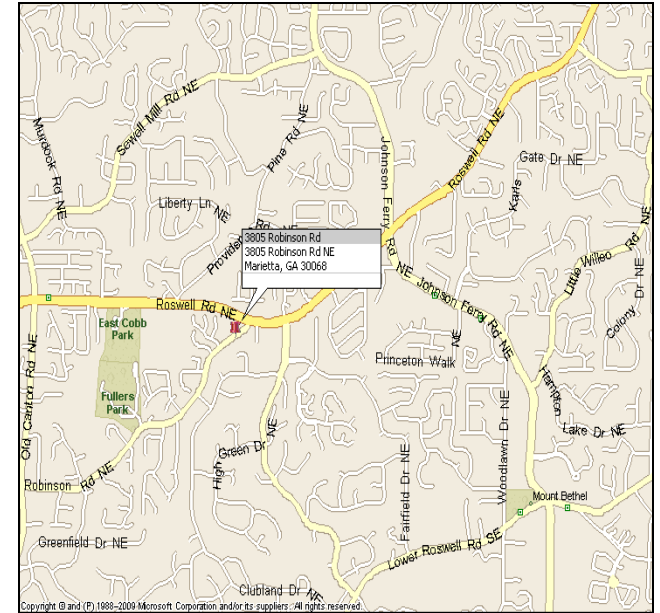 Sewell Mill Rd NE
Murdock Rd NE
Pine Rd NE
Johnson Ferry Rd NE
Roswell Rd NE
Gate Dr NE
Karls
Liberty Ln NE
Provident Rd NE
3805 Robinson Rd
3805 Robinson Rd NE
Marietta, GA 30068
Little Willeo Rd
Colony Dr NE
Johnson Ferry Rd NE
Roswell Rd NE
East Cobb
Park
NE
Princeton Walk
Old Canton Rd NE
Fullers
Park
Hampton
Lake Dr NE
High Green Dr NE
Fairfield Dr NE
Woodlawn Dr NE
Robinson Rd NE
Mount Bethel
Greenfield Dr NE
Lower Roswell Rd SE
Clubland Dr NE
Copyright © and (P) 1988–2009 Microsoft Corporation and/or its suppliers. All rights reserved.